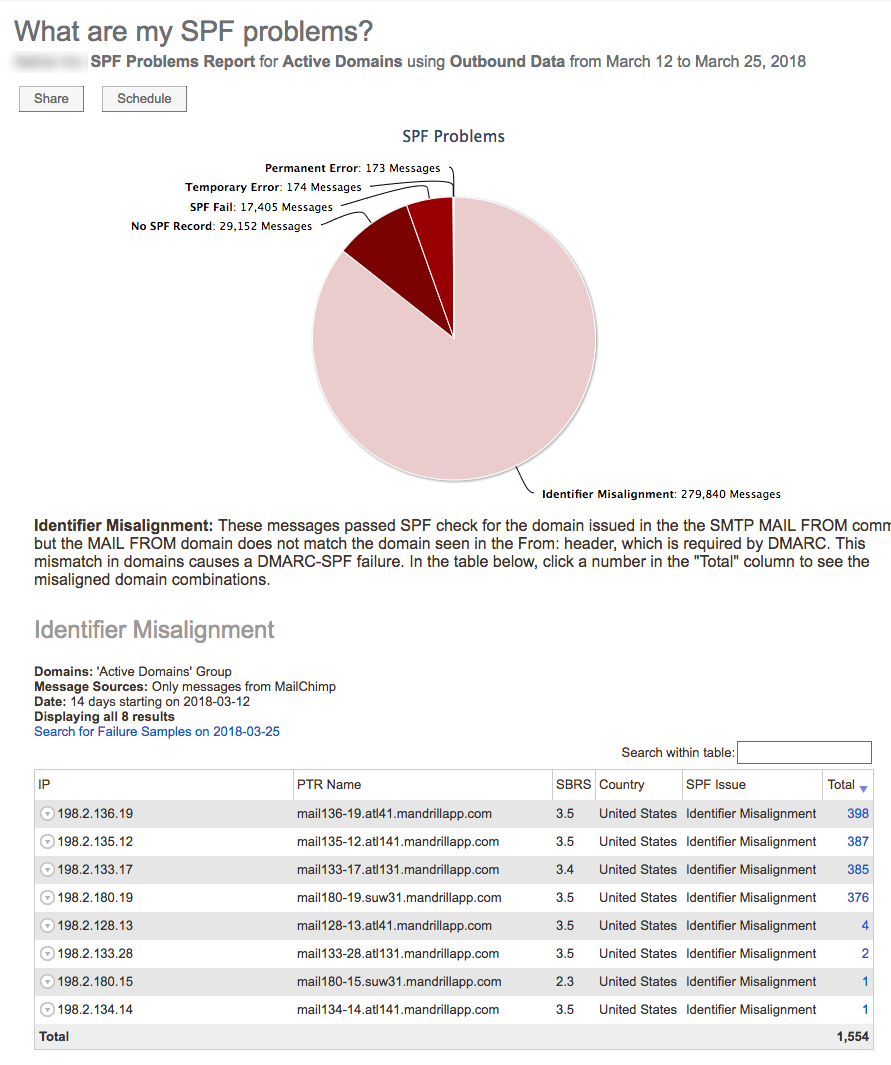 What are my SPF problems?
SPF Problems Report for Active Domains using Outbound Data from March 12 to March 25, 2018
Share Schedule
SPF Problems
Permanent Error: 173 Messages
Temporary Error: 174 Messages
SPF Fail: 17,405 Messages
No SPF Record: 29,152 Messages
Identifier Misalignment: 279,840 Messages
Identifier Misalignment: These messages passed SPF check for the domain issued in the the SMTP MAIL FROM comm
but the MAIL FROM domain does not match the domain seen in the From: header, which is required by DMARC. This
mismatch in domains causes a DMARC-SPF failure. In the table below, click a number in the "Total" column to see the
misaligned domain combinations.
Identifier Misalignment
Domains: 'Active Domains' Group
Message Sources: Only messages from MailChimp
Date: 14 days starting on 2018-03-12
Displaying all 8 results
Search for Failure Samples on 2018-03-25
Search within table:
IP PTR Name SBRS Country SPF Issue Total
198.2.136.19 mail136-19.atl41.mandrillapp.com 3.5 United States Identifier Misalignment 398
198.2.135.12 mail135-12.atl141.mandrillapp.com 3.5 United States Identifier Misalignment 387
198.2.133.17 mail133-17.atl131.mandrillapp.com 3.4 United States Identifier Misalignment 385
198.2.180.19 mail180-19.suw31.mandrillapp.com 3.5 United States Identifier Misalignment 376
198.2.128.13 mail128-13.atl41.mandrillapp.com 3.5 United States Identifier Misalignment 4
198.2.133.28 mail133-28.atl131.mandrillapp.com 3.5 United States Identifier Misalignment 2
198.2.180.15 mail180-15.suw31.mandrillapp.com 2.3 United States Identifier Misalignment 1
198.2.134.14 mail134-14.atl141.mandrillapp.com 3.5 United States Identifier Misalignment 1
Total 1,554